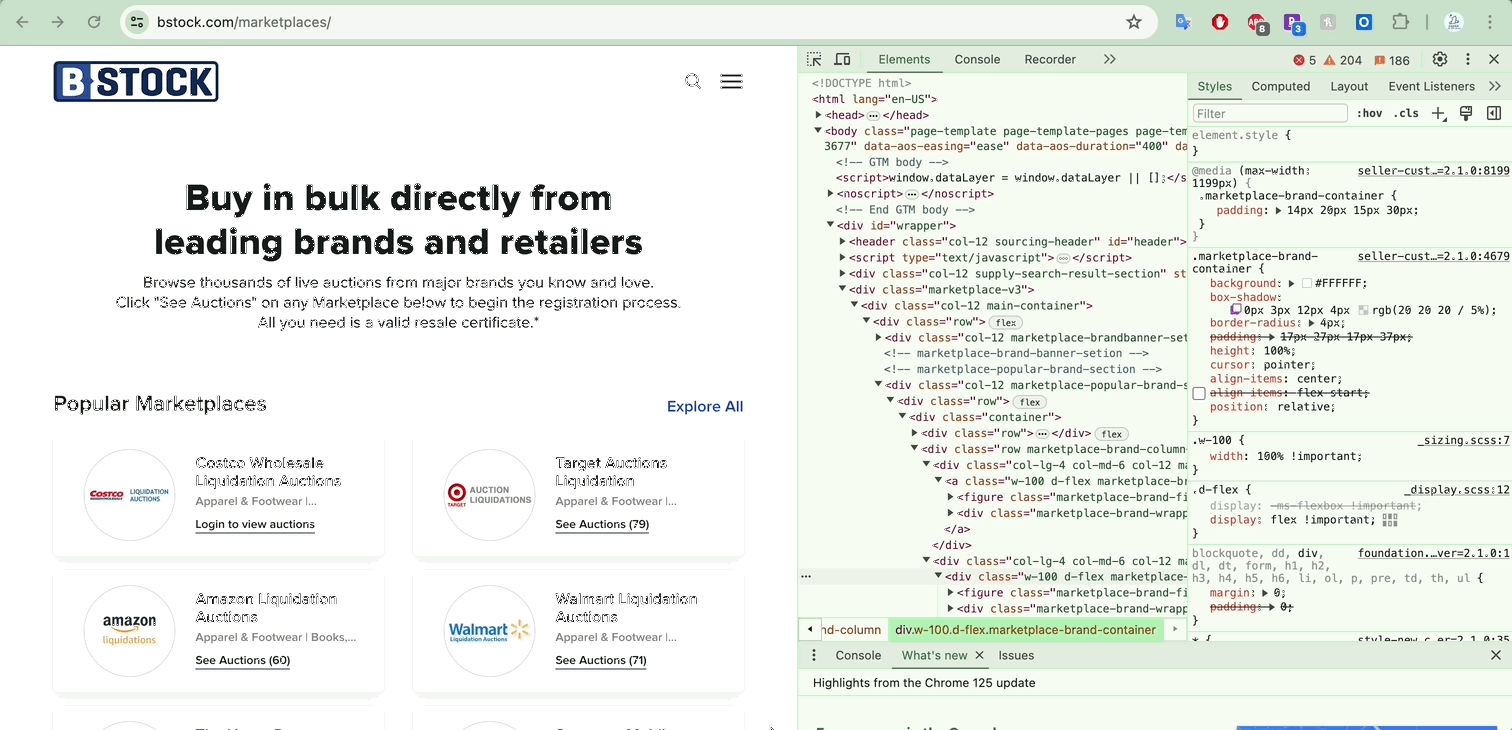 bstock.com/marketplaces/
8
3
B STOCK
Buy in bulk directly from
leading brands and retailers
Browse thousands of live auctions from major brands you know and love.
Click "See Auctions" on any Marketplace below to begin the registration process.
All you need is a valid resale certificate.*
Popular Marketplaces
Explore All
COSTCO WHOLESALE LIQUIDATION AUCTIONS
Costco Wholesale
Liquidation Auctions
Apparel & Footwear |...
Login to view auctions
TARGET AUCTION LIQUIDATIONS
Target Auctions
Liquidation
Apparel & Footwear |...
See Auctions (79)
amazon
liquidations
Amazon Liquidation
Auctions
Apparel & Footwear | Books,...
See Auctions (60)
Walmart
Liquidation Auctions
Walmart Liquidation
Auctions
Apparel & Footwear |...
See Auctions (71)
Elements Console Recorder
5 204 186
<!DOCTYPE html>
<html lang="en-US">
<head> </head>
<body class="page-template page-template-pages page-tem
3677" data-aos-easing="ease" data-aos-duration="400" da
<!-- GTM body -->
<script>window.dataLayer = window.dataLayer || [];</s
<noscript> </noscript>
<!-- End GTM body -->
<div id="wrapper">
<header class="col-12 sourcing-header" id="header">
<script type="text/javascript"> </script>
<div class="col-12 supply-search-result-section" st
<div class="marketplace-v3">
<div class="col-12 main-container">
<div class="row"> flex
<div class="col-12 marketplace-brandbanner-set
<!-- marketplace-brand-banner-setion -->
<!-- marketplace-popular-brand-section -->
<div class="col-12 marketplace-popular-brand-s
<div class="row"> flex
<div class="container">
<div class="row"> </div> flex
<div class="row marketplace-brand-column
<div class="col-lg-4 col-md-6 col-12 ma
<a class="w-100 d-flex marketplace-br
<figure class="marketplace-brand-fi
<div class="marketplace-brand-wrapp
</a>
</div>
<div class="col-lg-4 col-md-6 col-12 ma
<div class="w-100 d-flex marketplace-
<figure class="marketplace-brand-fi
<div class="marketplace-brand-wrapp
nd-column div.w-100.d-flex.marketplace-brand-container
Styles Computed Layout Event Listeners
Filter :hov .cls
element.style {
}
@media (max-width: seller-cust…=2.1.0:8199
1199px) {
.marketplace-brand-container {
padding: 14px 20px 15px 30px;
}
}
.marketplace-brand- seller-cust…=2.1.0:4679
container {
background: #FFFFFF;
box-shadow:
0px 3px 12px 4px rgb(20 20 20 / 5%);
border-radius: 4px;
padding: 17px 27px 17px 37px;
height: 100%;
cursor: pointer;
align-items: center;
align-items: flex-start;
position: relative;
}
.w-100 { _sizing.scss:7
width: 100% !important;
}
.d-flex { _display.scss:12
display: -ms-flexbox !important;
display: flex !important;
}
blockquote, dd, div, foundation.…ver=2.1.0:1
dl, dt, form, h1, h2,
h3, h4, h5, h6, li, ol, p, pre, td, th, ul {
margin: 0;
padding: 0;
}
Console What's new Issues
Highlights from the Chrome 125 update